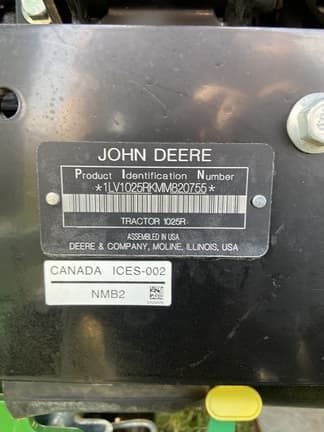 JOHN DEERE
Product Identification Number
*1LV1025RKMM820755*
TRACTOR 1025R
ASSEMBLED IN USA
DEERE & COMPANY, MOLINE, ILLINOIS, USA
CANADA ICES-002
NMB2